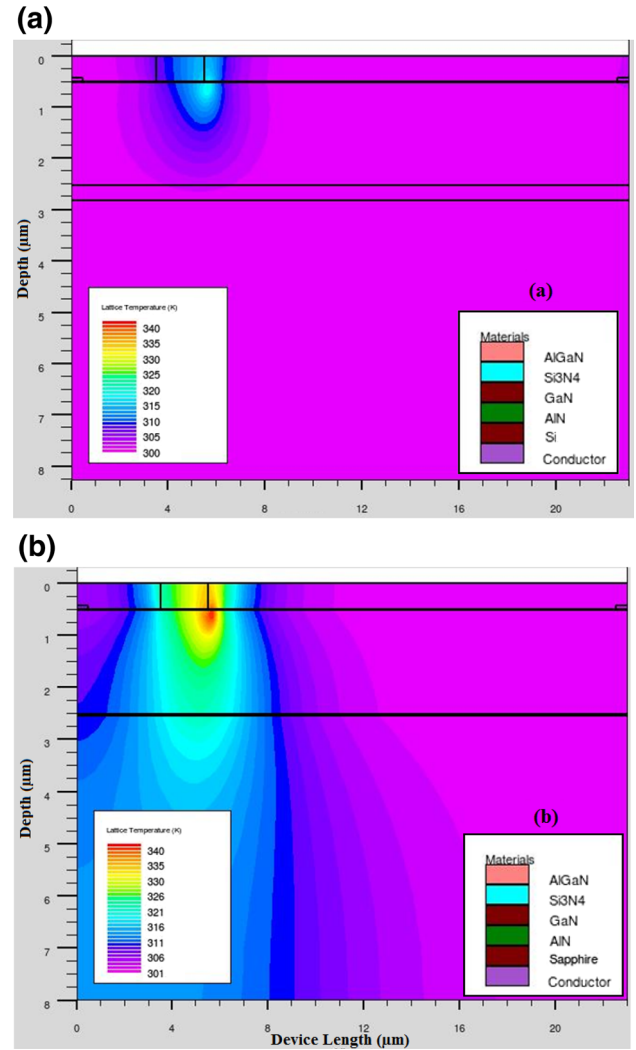 (a)
0
1
2
3
4
5
6
7
8
Depth (µm)
Lattice Temperature (K)
340
335
330
325
320
315
310
305
300
(a)
Materials
AlGaN
Si3N4
GaN
AlN
Si
Conductor
0
4
8
12
16
20
(b)
0
1
2
3
4
5
6
7
8
Depth (µm)
Lattice Temperature (K)
340
335
330
326
321
316
311
306
301
(b)
Materials
AlGaN
Si3N4
GaN
AlN
Sapphire
Conductor
0
4
8
12
16
20
Device Length (µm)